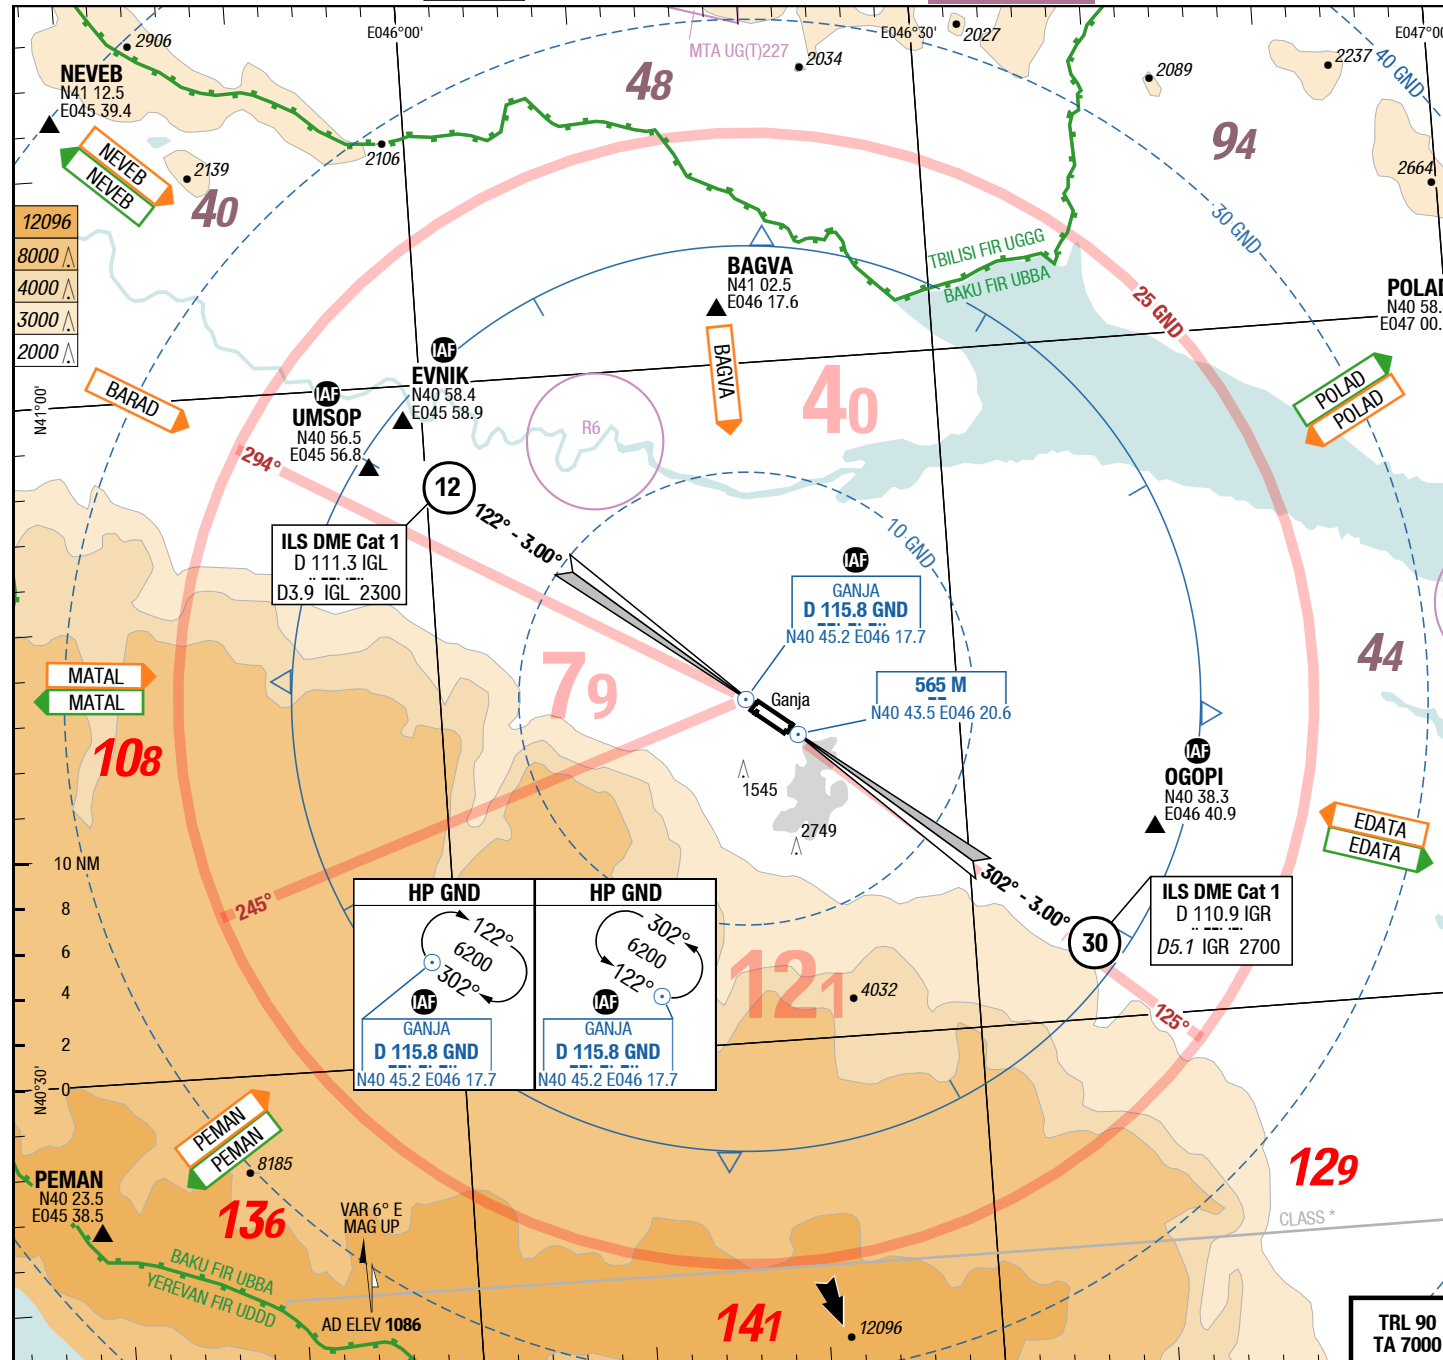 E046°00'
E046°30'
E047°00'
2906
2034
2027
2237
2089
40 GND
MTA UG(T)227
NEVEB
N41 12.5
E045 39.4
48
94
2106
2139
2664
NEVEB
NEVEB
40
30 GND
12096
8000
4000
3000
2000
TBILISI FIR UGGG
BAKU FIR UBBA
BAGVA
N41 02.5
E046 17.6
25 GND
POLAD
N40 58.
E047 00.
BAGVA
IAF
EVNIK
N40 58.4
E045 58.9
IAF
UMSOP
N40 56.5
E045 56.8
BARAD
N41°00'
R6
40
POLAD
POLAD
294°
12
122° - 3.00°
10 GND
ILS DME Cat 1
D 111.3 IGL
D3.9 IGL 2300
IAF
GANJA
D 115.8 GND
N40 45.2 E046 17.7
44
MATAL
MATAL
79
Ganja
565 M
N40 43.5 E046 20.6
108
IAF
OGOPI
N40 38.3
E046 40.9
1545
2749
EDATA
EDATA
10 NM
8
6
4
2
0
245°
302° - 3.00°
30
ILS DME Cat 1
D 110.9 IGR
D5.1 IGR 2700
HP GND
122°
6200
302°
IAF
GANJA
D 115.8 GND
N40 45.2 E046 17.7
HP GND
302°
6200
122°
IAF
GANJA
D 115.8 GND
N40 45.2 E046 17.7
121
4032
125°
N40°30'
PEMAN
PEMAN
8185
PEMAN
N40 23.5
E045 38.5
136
VAR 6° E
MAG UP
129
CLASS *
BAKU FIR UBBA
YEREVAN FIR UDDD
AD ELEV 1086
141
12096
TRL 90
TA 7000